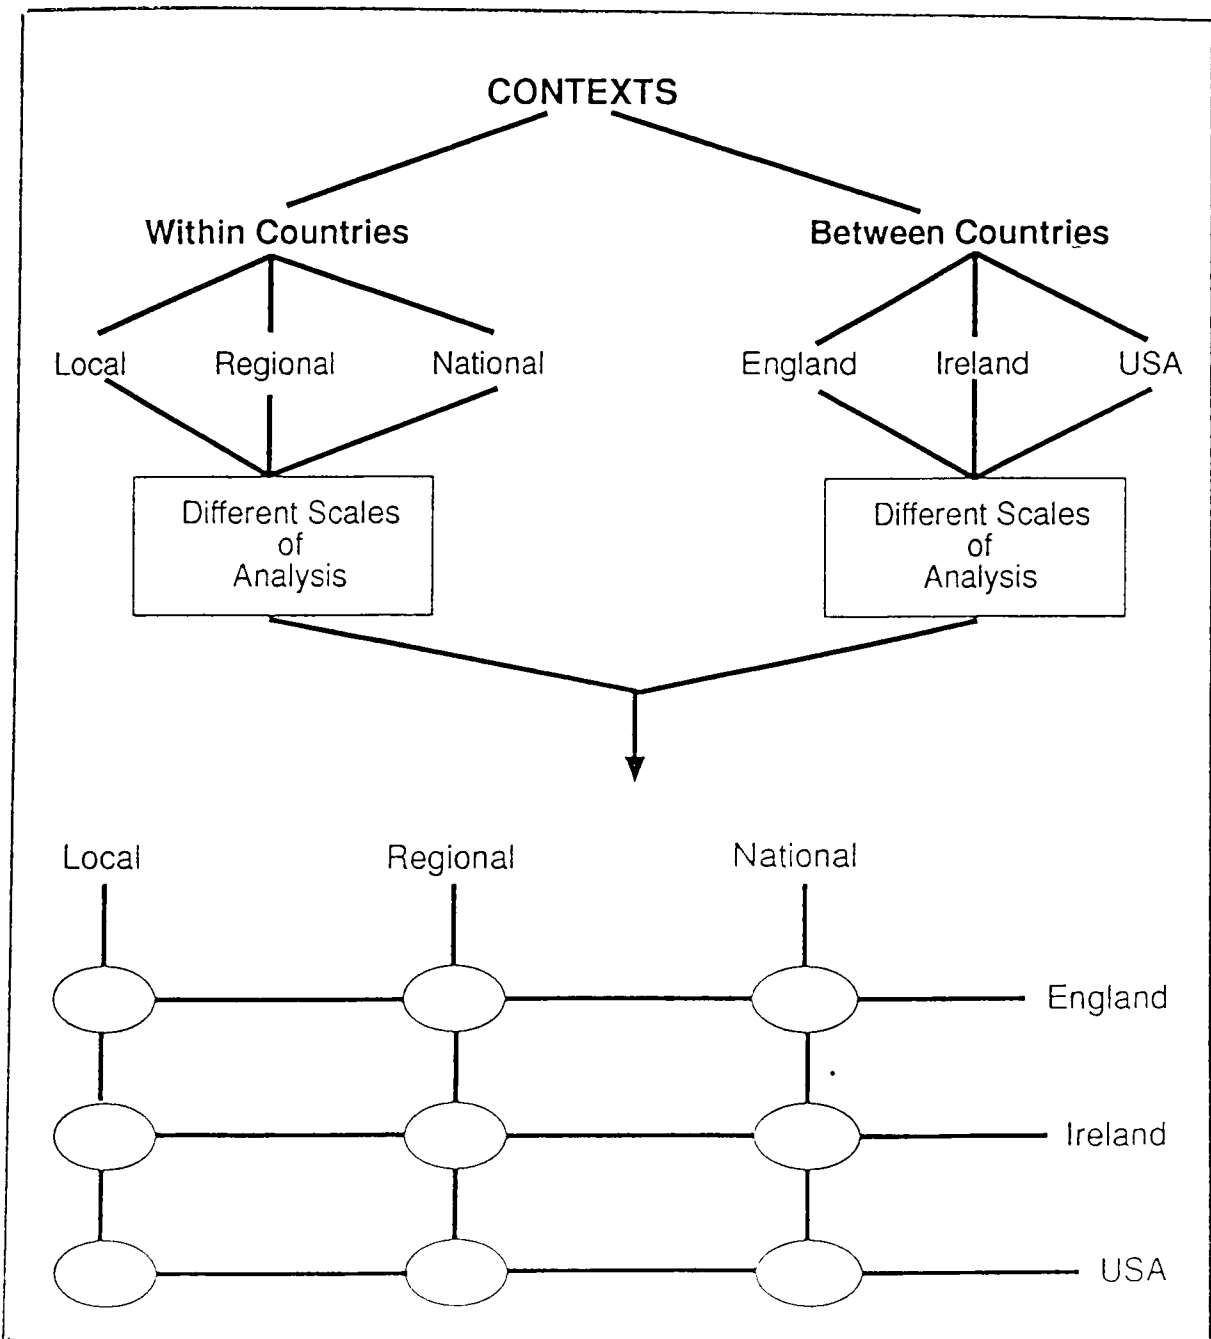 CONTEXTS
Within Countries
Between Countries
Local Regional National
England Ireland USA
Different Scales
of
Analysis
Different Scales
of
Analysis
Local Regional National
England
Ireland
USA